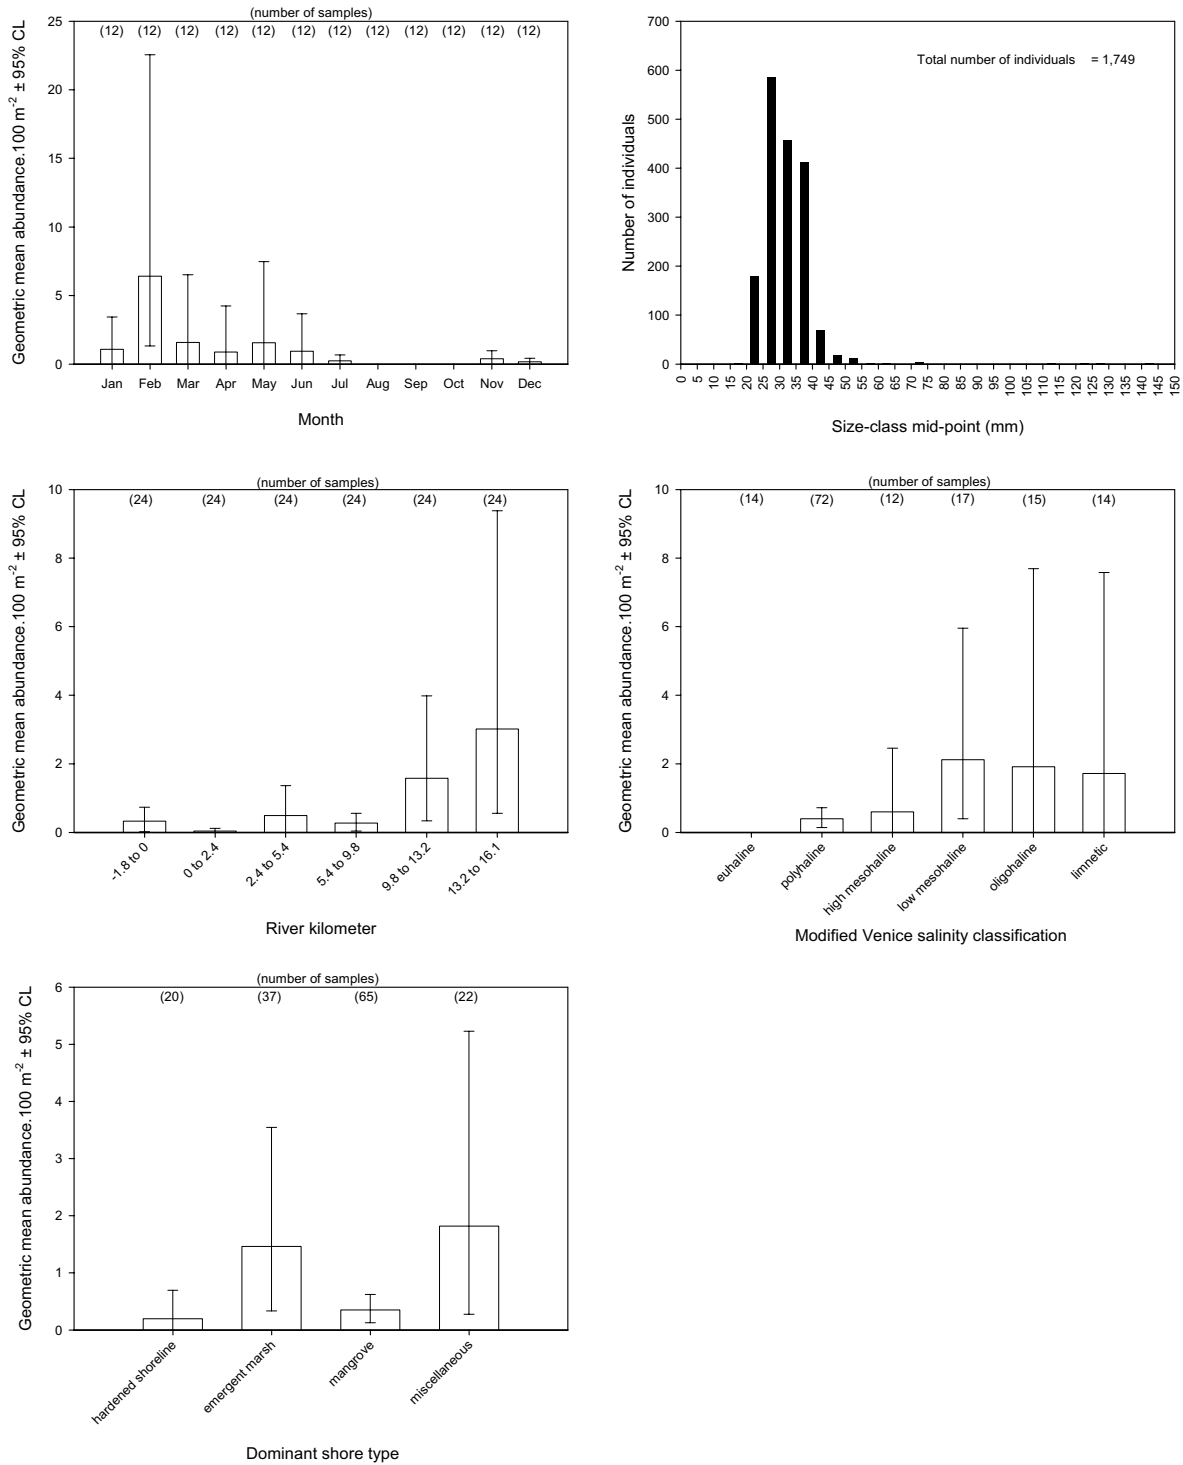 (number of samples)
(12) (12) (12) (12) (12) (12) (12) (12) (12) (12) (12) (12)
Geometric mean abundance.100 m-2 ± 95% CL
25
20
15
10
5
0
Jan Feb Mar Apr May Jun Jul Aug Sep Oct Nov Dec
Month
Total number of individuals = 1,749
Number of individuals
700
600
500
400
300
200
100
0
0 5 10 15 20 25 30 35 40 45 50 55 60 65 70 75 80 85 90 95 100 105 110 115 120 125 130 135 140 145 150
Size-class mid-point (mm)
(number of samples)
(24) (24) (24) (24) (24) (24)
Geometric mean abundance.100 m-2 ± 95% CL
10
8
6
4
2
0
-1.8 to 0 0 to 2.4 2.4 to 5.4 5.4 to 9.8 9.8 to 13.2 13.2 to 16.1
River kilometer
(number of samples)
(14) (72) (12) (17) (15) (14)
Geometric mean abundance.100 m-2 ± 95% CL
10
8
6
4
2
0
euhaline polyhaline high mesohaline low mesohaline oligohaline limnetic
Modified Venice salinity classification
(number of samples)
(20) (37) (65) (22)
Geometric mean abundance.100 m-2 ± 95% CL
6
5
4
3
2
1
0
hardened shoreline emergent marsh mangrove miscellaneous
Dominant shore type